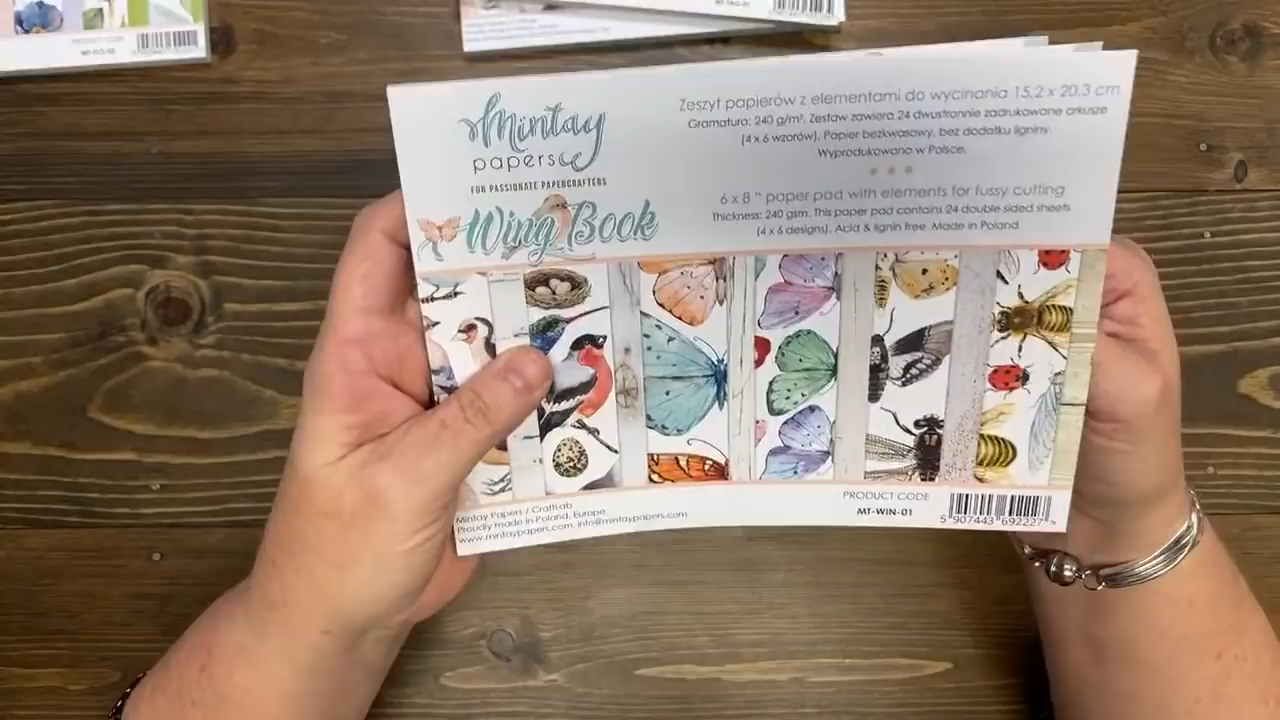 Mintay
papers
FOR PASSIONATE PAPERCRAFTERS
Wing Book
Zeszyt papierów z elementami do wycinania 15,2 x 20,3 cm
Gramatura: 240 g/m². Zestaw zawiera 24 dwustronnie zadrukowane arkusze
(4 x 6 wzorów). Papier bezkwasowy, bez dodatku ligniny.
Wyprodukowano w Polsce.
6 x 8 " paper pad with elements for fussy cutting
Thickness: 240 gsm. This paper pad contains 24 double sided sheets
(4 x 6 designs). Acid & lignin free Made in Poland
Mintay Papers / CraftLab
Proudly made in Poland, Europe
www.mintaypapers.com, info@mintaypapers.com
PRODUCT CODE
MT-WIN-01
5 907443 692227 >
PRODUCT CODE